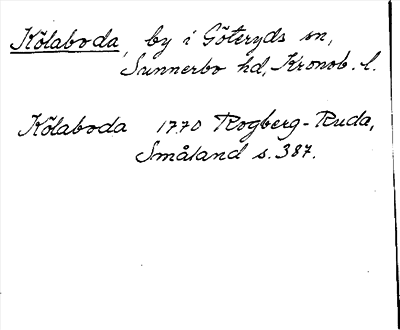 Kölaboda, by i Göteryds sn,
Sunnerbo hd, Kronob. l.
Kölaboda 1770 Rogberg-Ruda,
Småland s. 387.